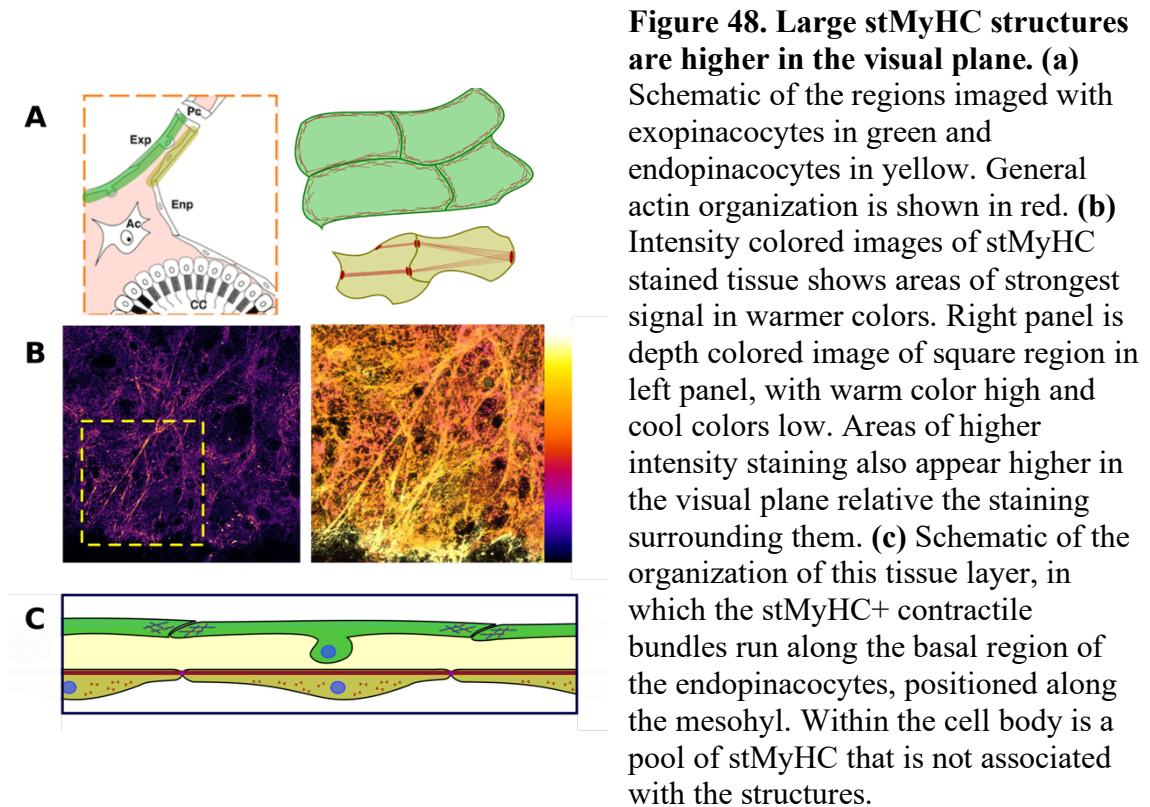 A
Pc
Exp
Enp
Ac
CC
B
C
Figure 48. Large stMyHC structures
are higher in the visual plane. (a)
Schematic of the regions imaged with
exopinacocytes in green and
endopinacocytes in yellow. General
actin organization is shown in red. (b)
Intensity colored images of stMyHC
stained tissue shows areas of strongest
signal in warmer colors. Right panel is
depth colored image of square region in
left panel, with warm color high and
cool colors low. Areas of higher
intensity staining also appear higher in
the visual plane relative the staining
surrounding them. (c) Schematic of the
organization of this tissue layer, in
which the stMyHC+ contractile
bundles run along the basal region of
the endopinacocytes, positioned along
the mesohyl. Within the cell body is a
pool of stMyHC that is not associated
with the structures.